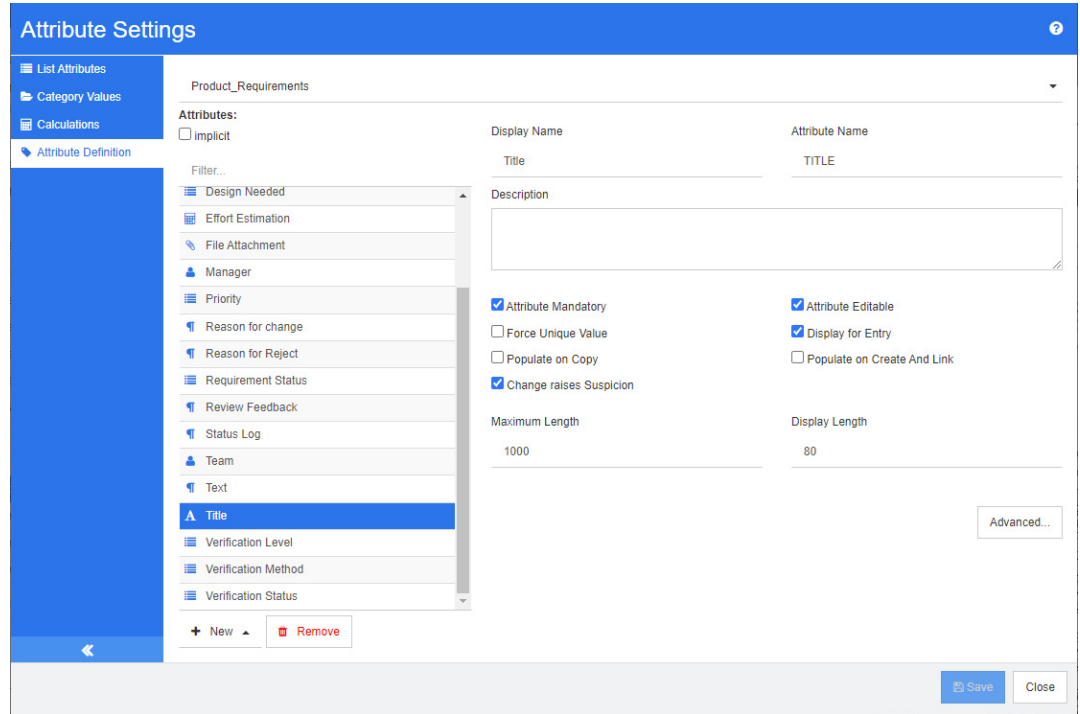 Attribute Settings
List Attributes
Category Values
Calculations
Attribute Definition
Product_Requirements
Attributes:
implicit
Filter...
Design Needed
Effort Estimation
File Attachment
Manager
Priority
Reason for change
Reason for Reject
Requirement Status
Review Feedback
Status Log
Team
Text
Title
Verification Level
Verification Method
Verification Status
+ New
Remove
Display Name
Attribute Name
Title
TITLE
Description
Attribute Mandatory
Attribute Editable
Force Unique Value
Display for Entry
Populate on Copy
Populate on Create And Link
Change raises Suspicion
Maximum Length
Display Length
1000
80
Advanced...
Save
Close